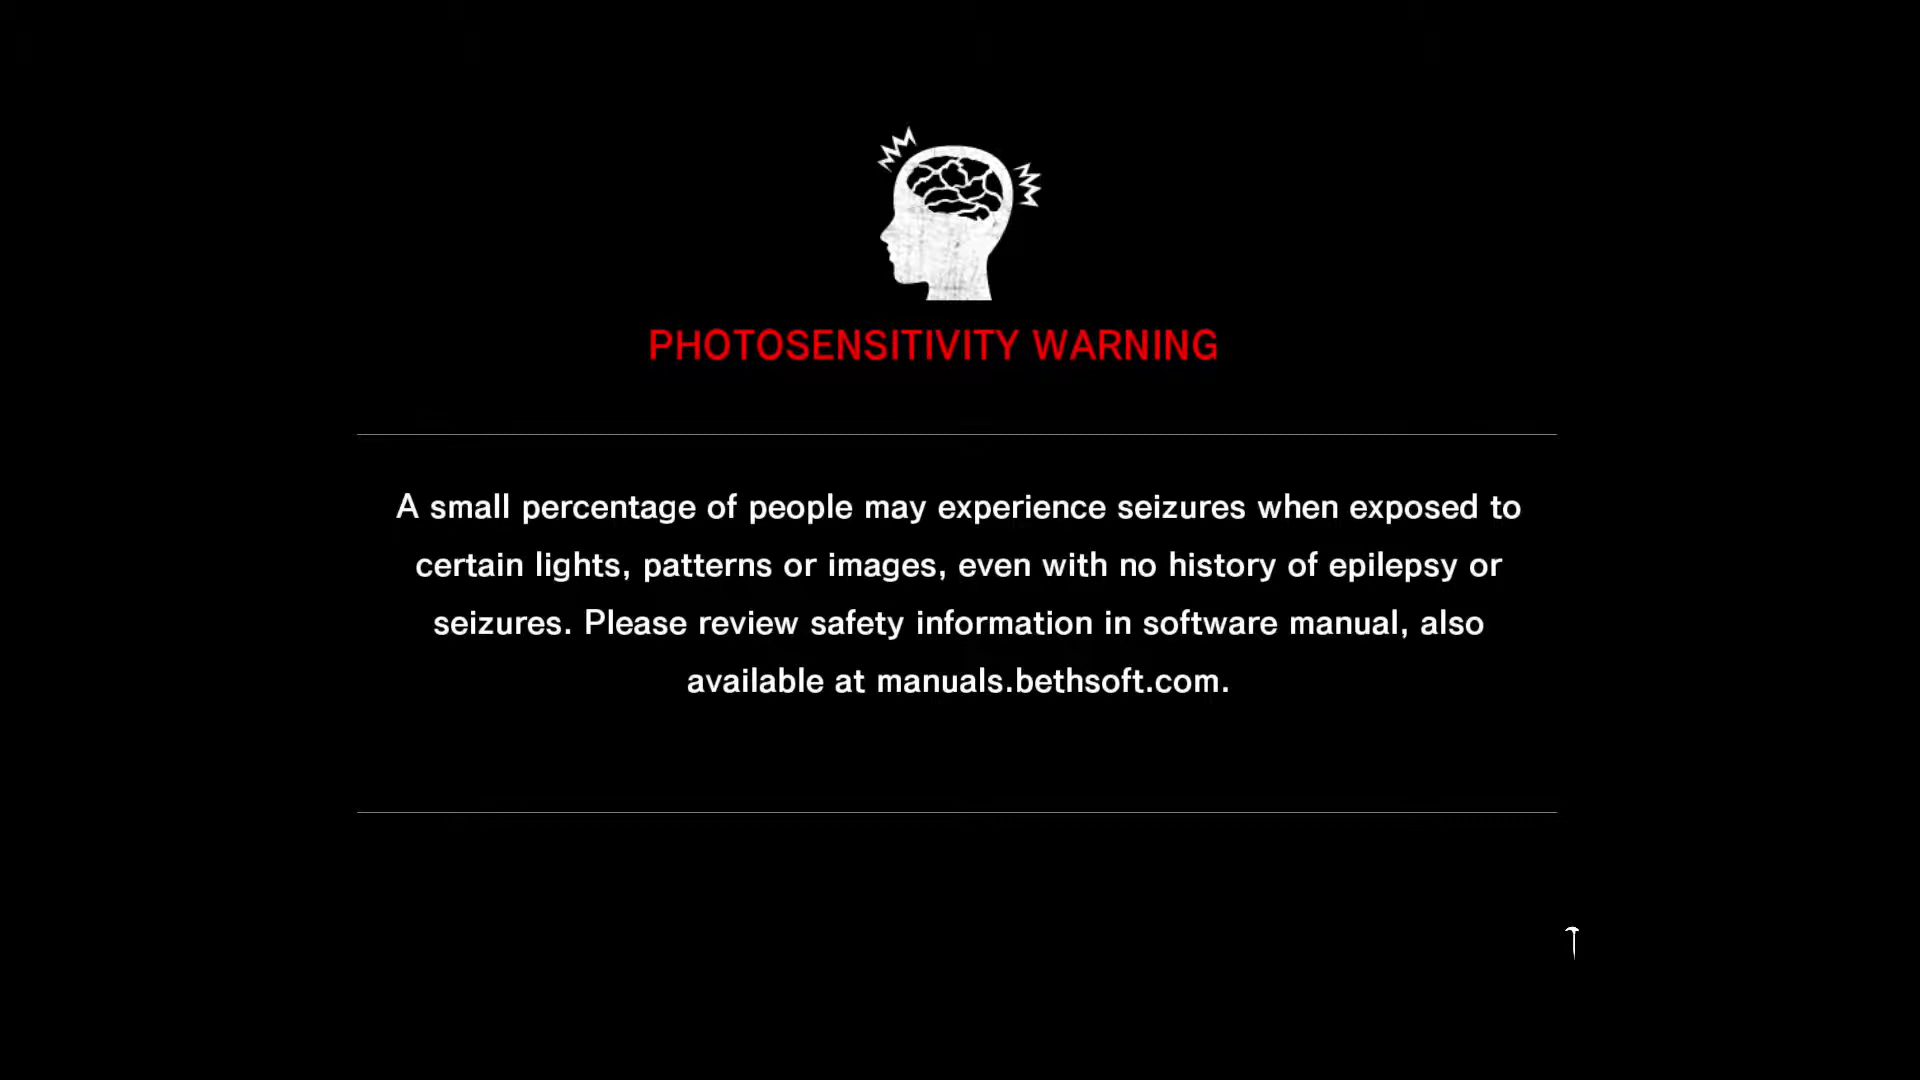 PHOTOSENSITIVITY WARNING
A small percentage of people may experience seizures when exposed to
certain lights, patterns or images, even with no history of epilepsy or
seizures. Please review safety information in software manual, also
available at manuals.bethsoft.com.